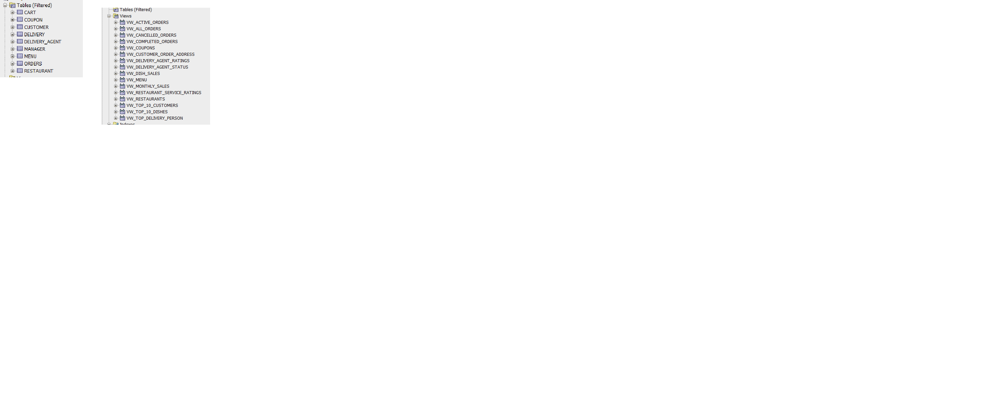 Tables (Filtered)
CART
COUPON
CUSTOMER
DELIVERY
DELIVERY_AGENT
MANAGER
MENU
ORDERS
RESTAURANT
Tables (Filtered)
Views
VW_ACTIVE_ORDERS
VW_ALL_ORDERS
VW_CANCELLED_ORDERS
VW_COMPLETED_ORDERS
VW_COUPONS
VW_CUSTOMER_ORDER_ADDRESS
VW_DELIVERY_AGENT_RATINGS
VW_DELIVERY_AGENT_STATUS
VW_DISH_SALES
VW_MENU
VW_MONTHLY_SALES
VW_RESTAURANT_SERVICE_RATINGS
VW_RESTAURANTS
VW_TOP_10_CUSTOMERS
VW_TOP_10_DISHES
VW_TOP_DELIVERY_PERSON
Indexes